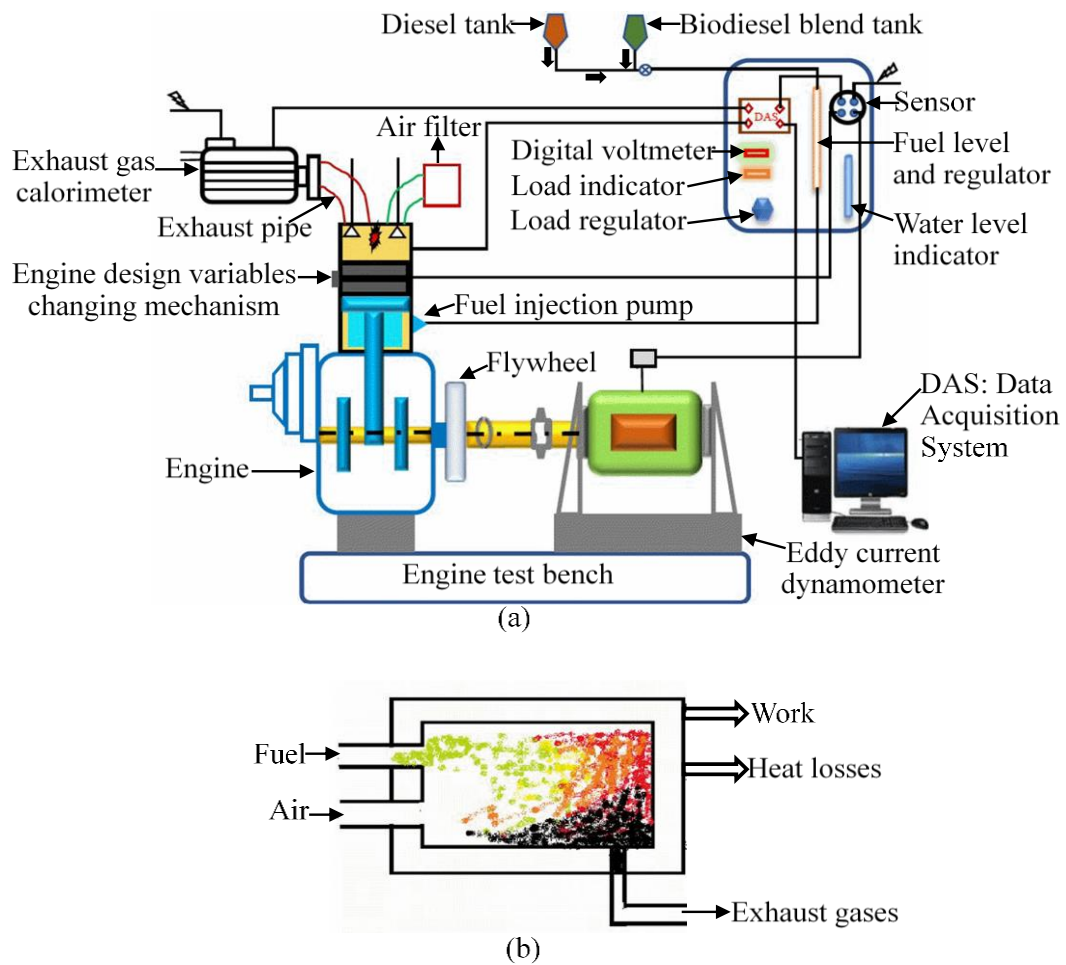 Diesel tank
Biodiesel blend tank
Air filter
DAS
Sensor
Exhaust gas
calorimeter
Digital voltmeter
Fuel level
and regulator
Load indicator
Exhaust pipe
Load regulator
Water level
indicator
Engine design variables
changing mechanism
Fuel injection pump
Flywheel
DAS: Data
Acquisition
System
Engine
Eddy current
dynamometer
Engine test bench
(a)
Work
Fuel
Heat losses
Air
Exhaust gases
(b)